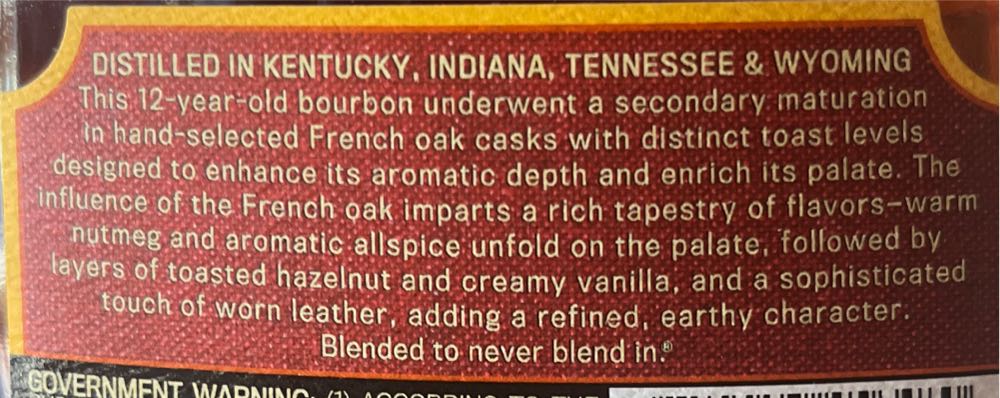 DISTILLED IN KENTUCKY, INDIANA, TENNESSEE & WYOMING
This 12-year-old bourbon underwent a secondary maturation
in hand-selected French oak casks with distinct toast levels
designed to enhance its aromatic depth and enrich its palate. The
influence of the French oak imparts a rich tapestry of flavors—warm
nutmeg and aromatic allspice unfold on the palate, followed by
layers of toasted hazelnut and creamy vanilla, and a sophisticated
touch of worn leather, adding a refined, earthy character.
Blended to never blend in.®
GOVERNMENT WARNING: (1) ACCORDING TO THE